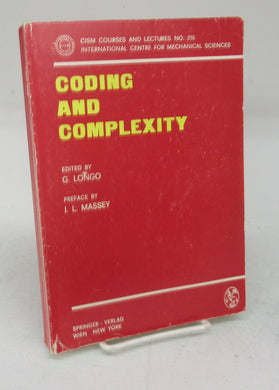 CISM COURSES AND LECTURES NO. 216
INTERNATIONAL CENTRE FOR MECHANICAL SCIENCES
CODING
AND
COMPLEXITY
EDITED BY
G. LONGO
PREFACE BY
J. L. MASSEY
SPRINGER - VERLAG
WIEN NEW YORK